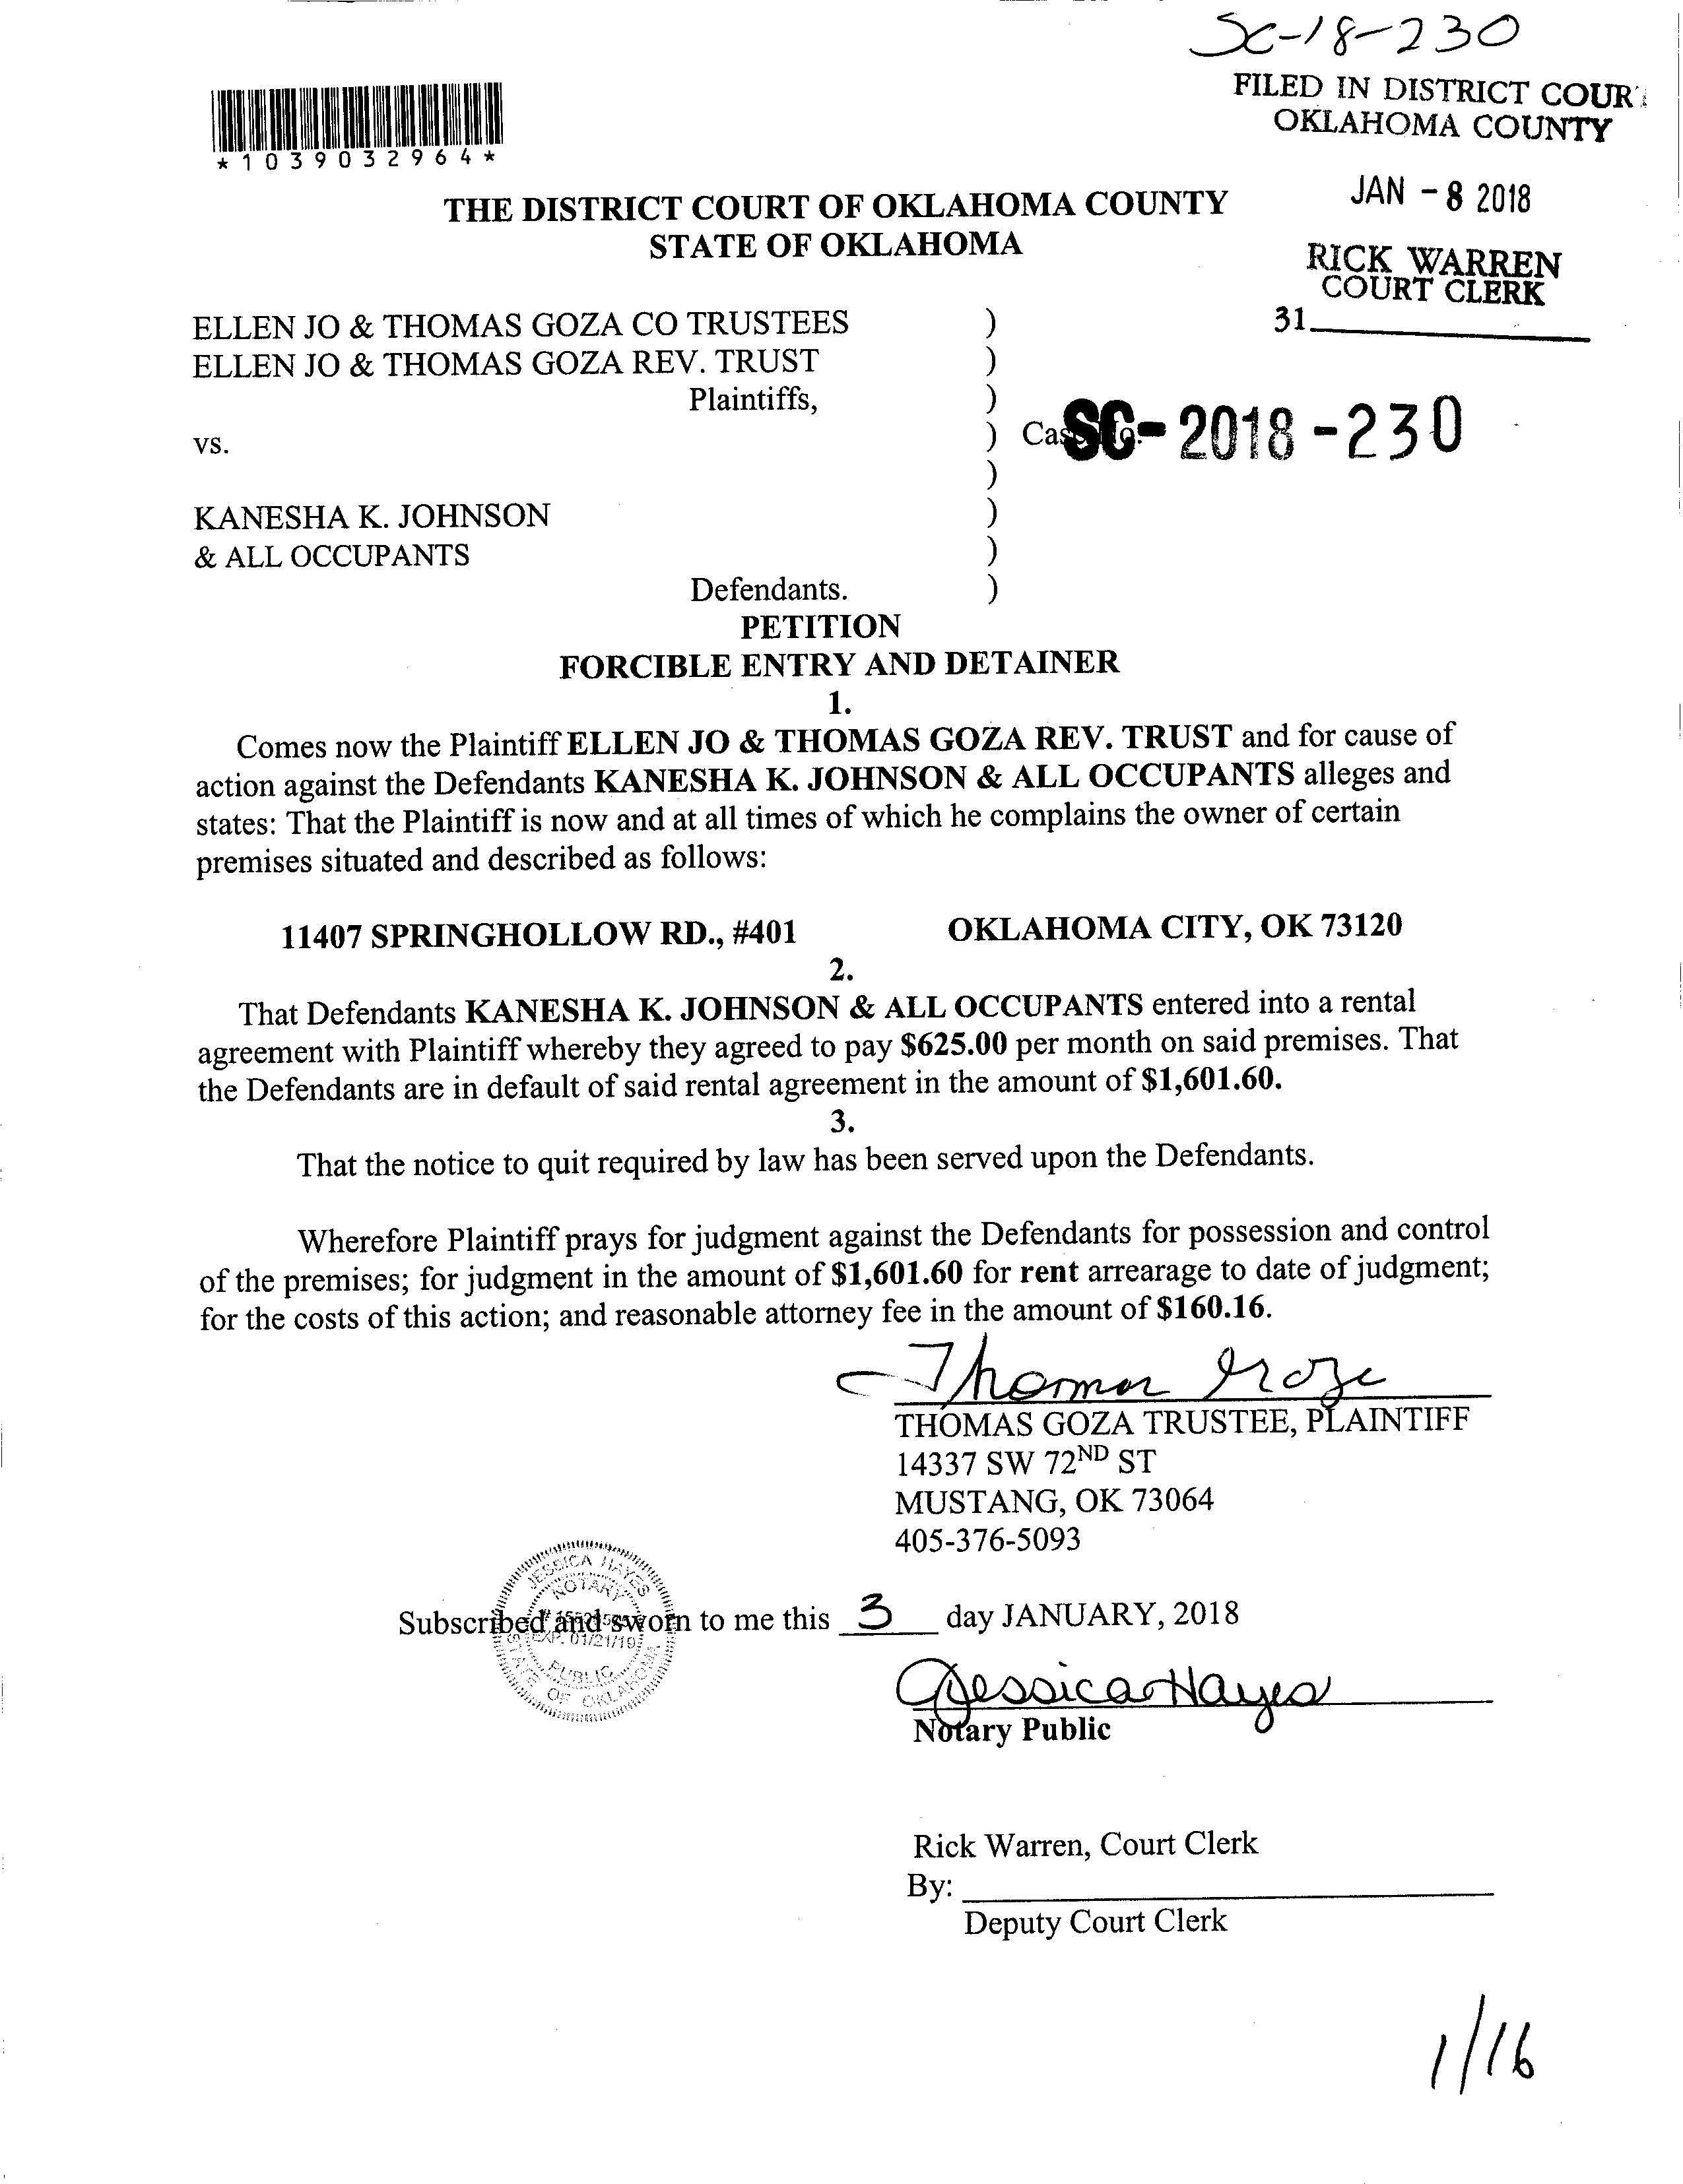 SC-18-230
FILED IN DISTRICT COUR
OKLAHOMA COUNTY
*1039032964*
JAN - 8 2018
THE DISTRICT COURT OF OKLAHOMA COUNTY
STATE OF OKLAHOMA
RICK WARREN
COURT CLERK
31
ELLEN JO & THOMAS GOZA CO TRUSTEES )
ELLEN JO & THOMAS GOZA REV. TRUST )
Plaintiffs, )
vs. ) Case No. SC-2018-230
)
KANESHA K. JOHNSON )
& ALL OCCUPANTS )
Defendants. )
PETITION
FORCIBLE ENTRY AND DETAINER
1.
Comes now the Plaintiff ELLEN JO & THOMAS GOZA REV. TRUST and for cause of
action against the Defendants KANESHA K. JOHNSON & ALL OCCUPANTS alleges and
states: That the Plaintiff is now and at all times of which he complains the owner of certain
premises situated and described as follows:
11407 SPRINGHOLLOW RD., #401 OKLAHOMA CITY, OK 73120
2.
That Defendants KANESHA K. JOHNSON & ALL OCCUPANTS entered into a rental
agreement with Plaintiff whereby they agreed to pay $625.00 per month on said premises. That
the Defendants are in default of said rental agreement in the amount of $1,601.60.
3.
That the notice to quit required by law has been served upon the Defendants.
Wherefore Plaintiff prays for judgment against the Defendants for possession and control
of the premises; for judgment in the amount of $1,601.60 for rent arrearage to date of judgment;
for the costs of this action; and reasonable attorney fee in the amount of $160.16.
Thomas Goza
THOMAS GOZA TRUSTEE, PLAINTIFF
14337 SW 72ND ST
MUSTANG, OK 73064
405-376-5093
JESSICA HAYES
NOTARY
EXP. 01/21/19
PUBLIC
STATE OF OKLAHOMA
Subscribed and sworn to me this 3 day JANUARY, 2018
Jessica Hayes
Notary Public
Rick Warren, Court Clerk
By:
Deputy Court Clerk
1/16